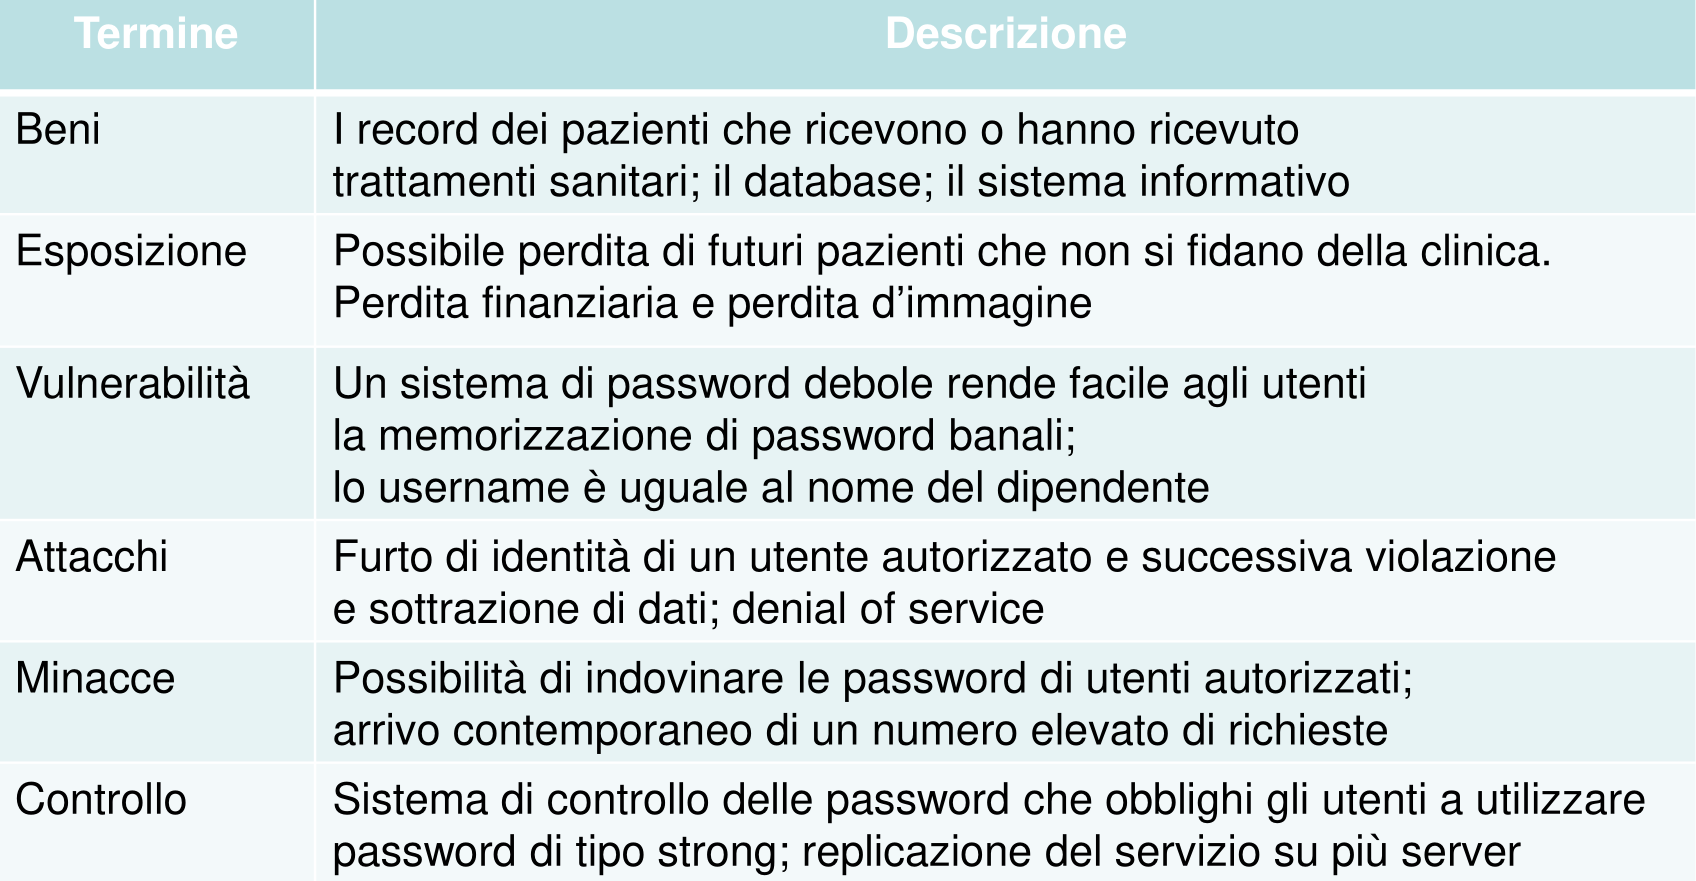 Termine Descrizione
Beni I record dei pazienti che ricevono o hanno ricevuto
trattamenti sanitari; il database; il sistema informativo
Esposizione Possibile perdita di futuri pazienti che non si fidano della clinica.
Perdita finanziaria e perdita d’immagine
Vulnerabilità Un sistema di password debole rende facile agli utenti
la memorizzazione di password banali;
lo username è uguale al nome del dipendente
Attacchi Furto di identità di un utente autorizzato e successiva violazione
e sottrazione di dati; denial of service
Minacce Possibilità di indovinare le password di utenti autorizzati;
arrivo contemporaneo di un numero elevato di richieste
Controllo Sistema di controllo delle password che obblighi gli utenti a utilizzare
password di tipo strong; replicazione del servizio su più server